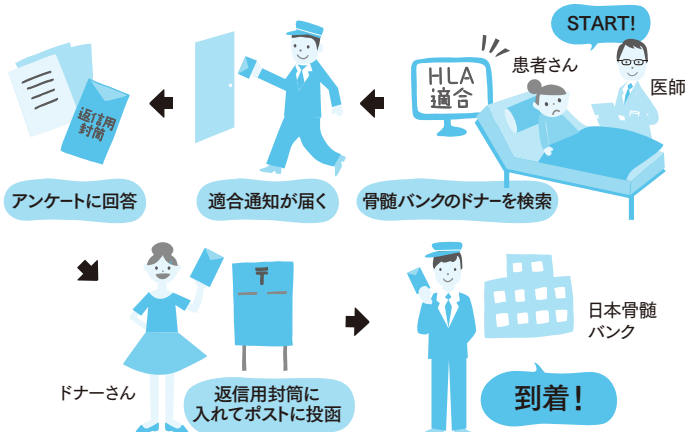 START!
患者さん
医師
HLA
適合
骨髄バンクのドナーを検索
適合通知が届く
返信用
封筒
アンケートに回答
ドナーさん
〒
返信用封筒に
入れてポストに投函
日本骨髄
バンク
到着！